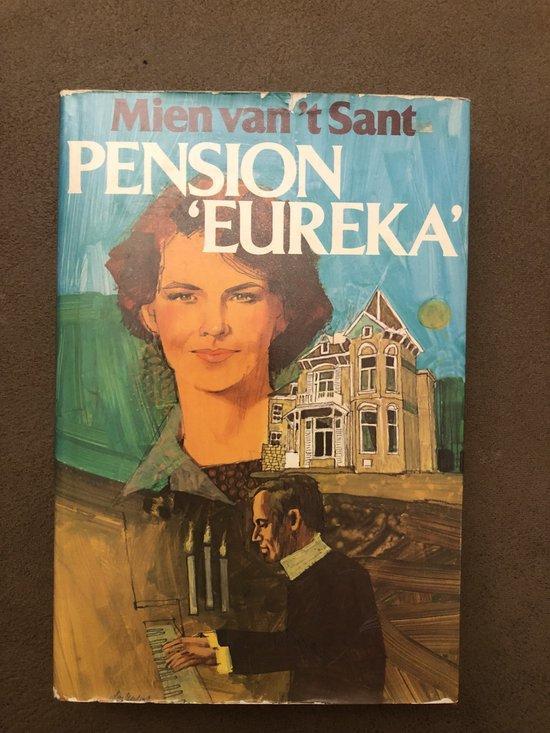 Mien van 't Sant
PENSION
'EUREKA'